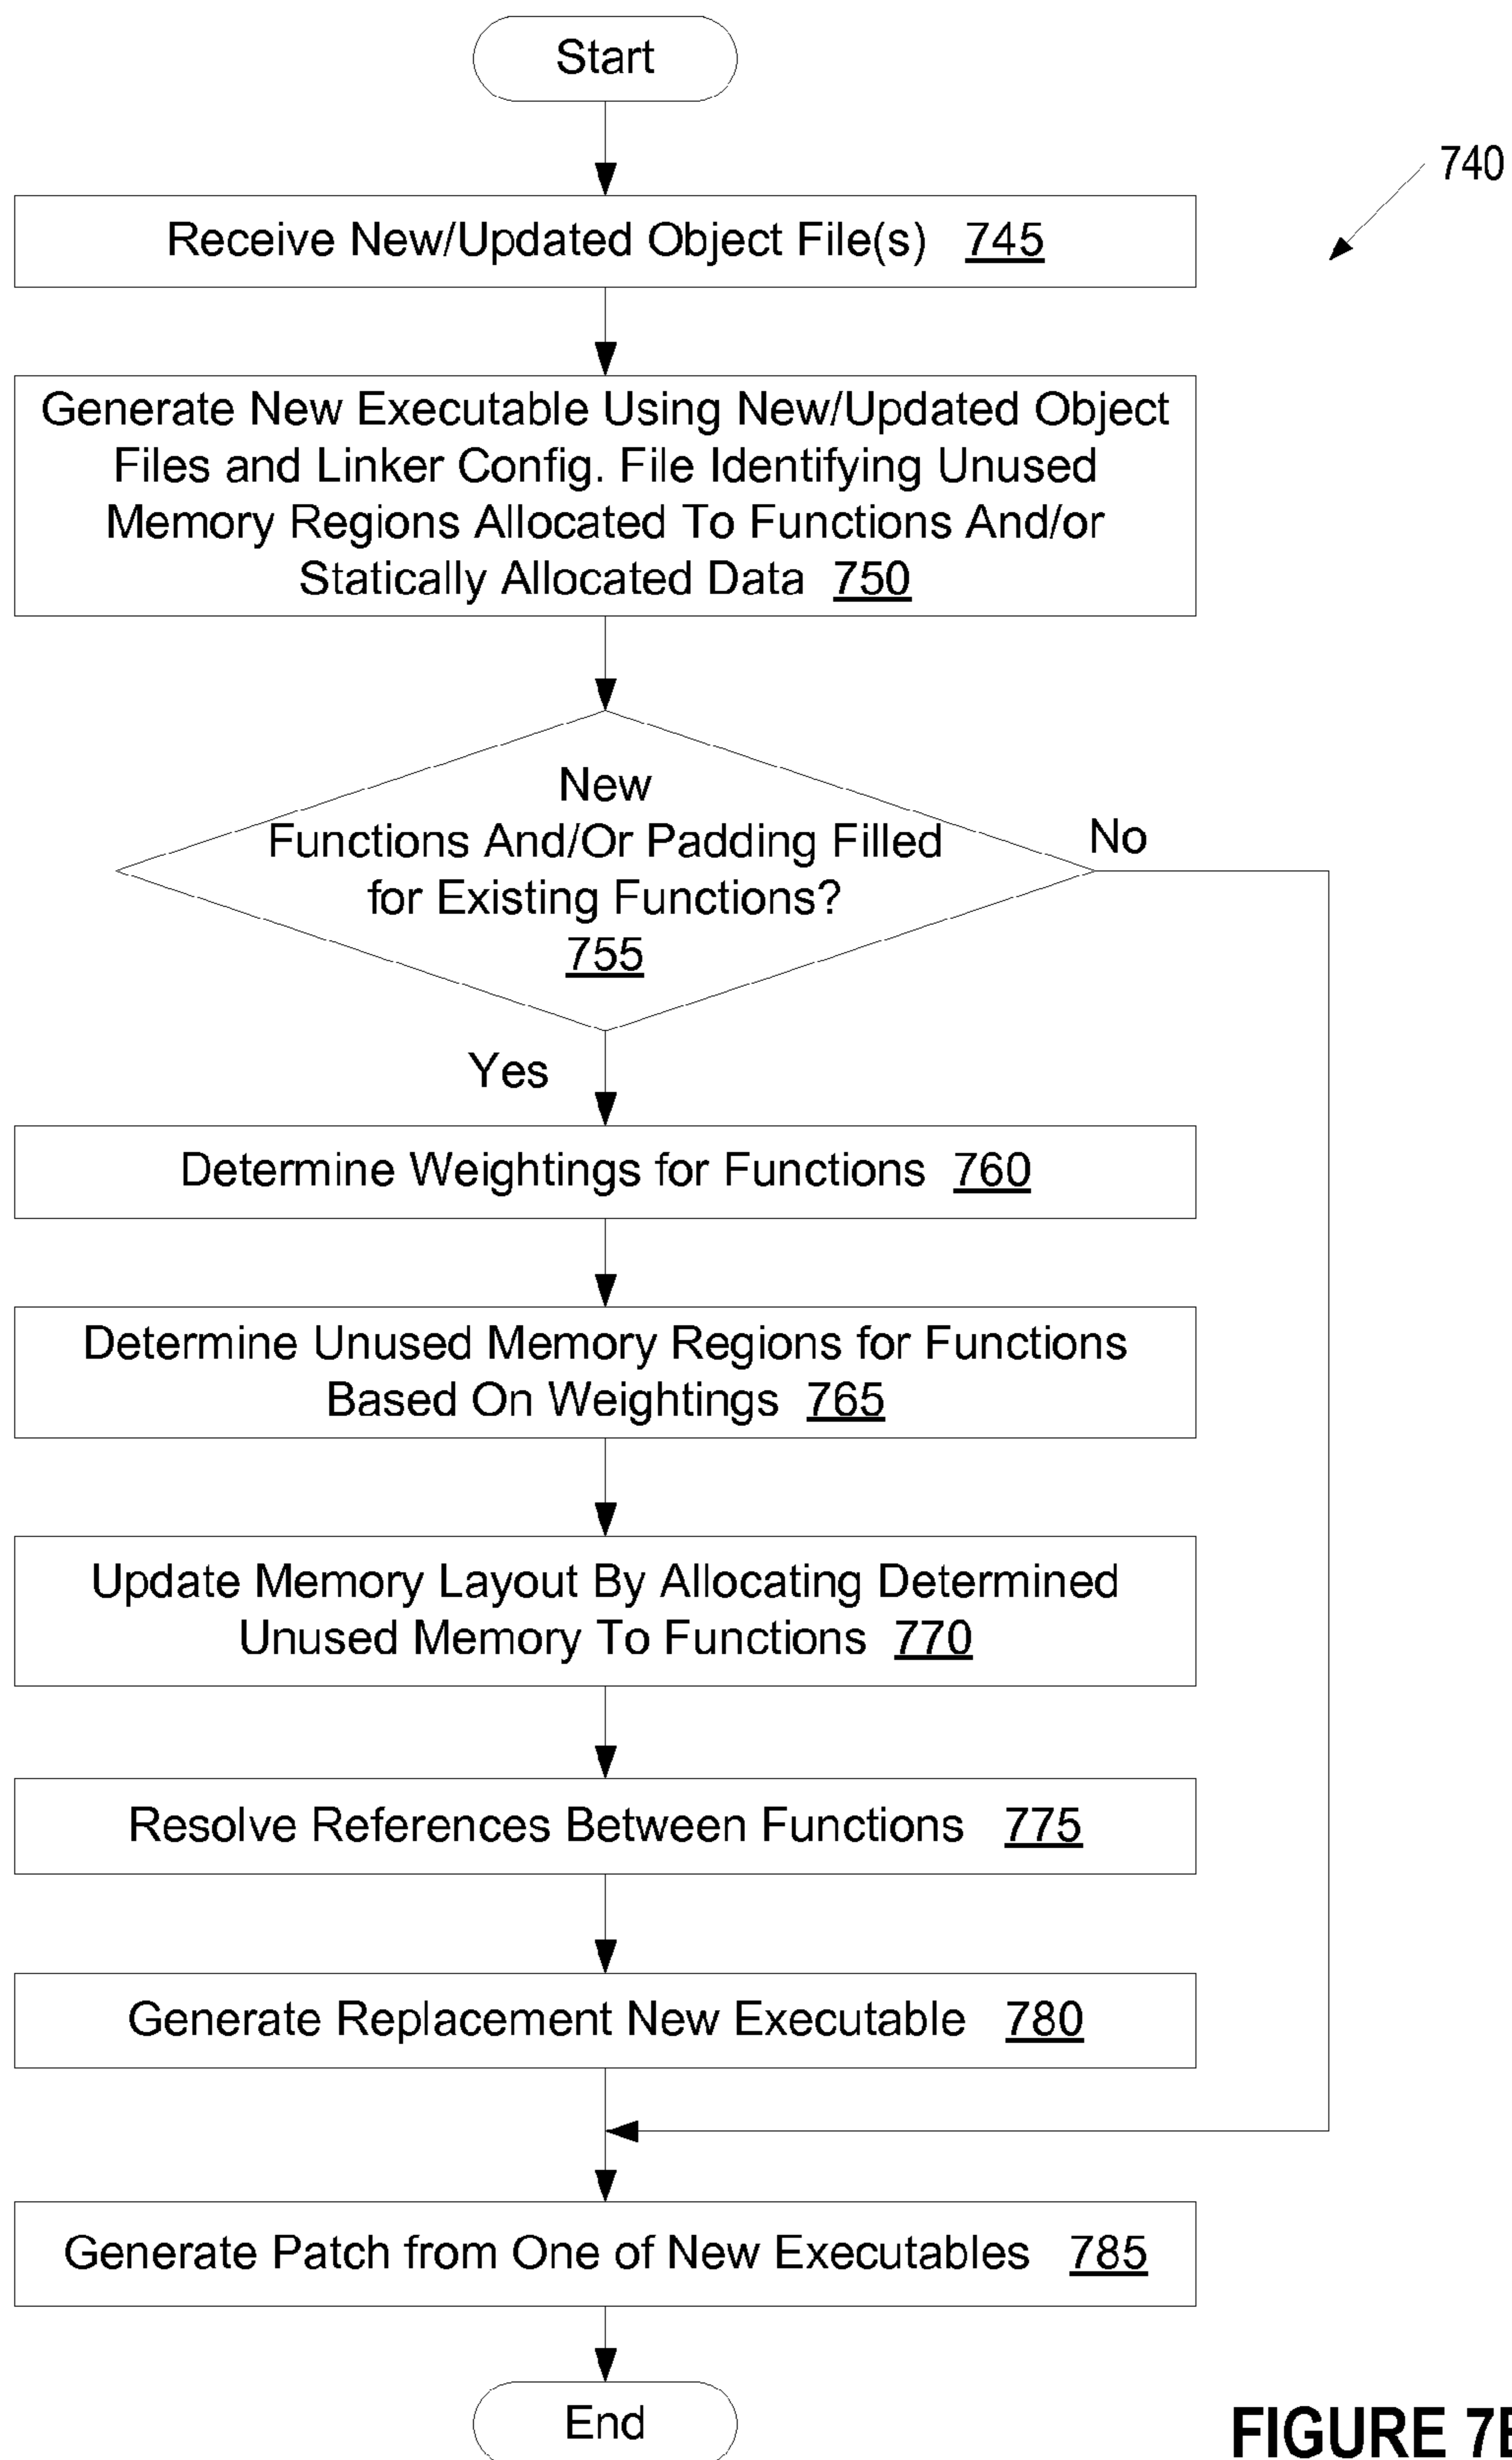 Start
740
Receive New/Updated Object File(s) 745
Generate New Executable Using New/Updated Object
Files and Linker Config. File Identifying Unused
Memory Regions Allocated To Functions And/or
Statically Allocated Data 750
New
Functions And/Or Padding Filled
for Existing Functions?
755
No
Yes
Determine Weightings for Functions 760
Determine Unused Memory Regions for Functions
Based On Weightings 765
Update Memory Layout By Allocating Determined
Unused Memory To Functions 770
Resolve References Between Functions 775
Generate Replacement New Executable 780
Generate Patch from One of New Executables 785
End
FIGURE